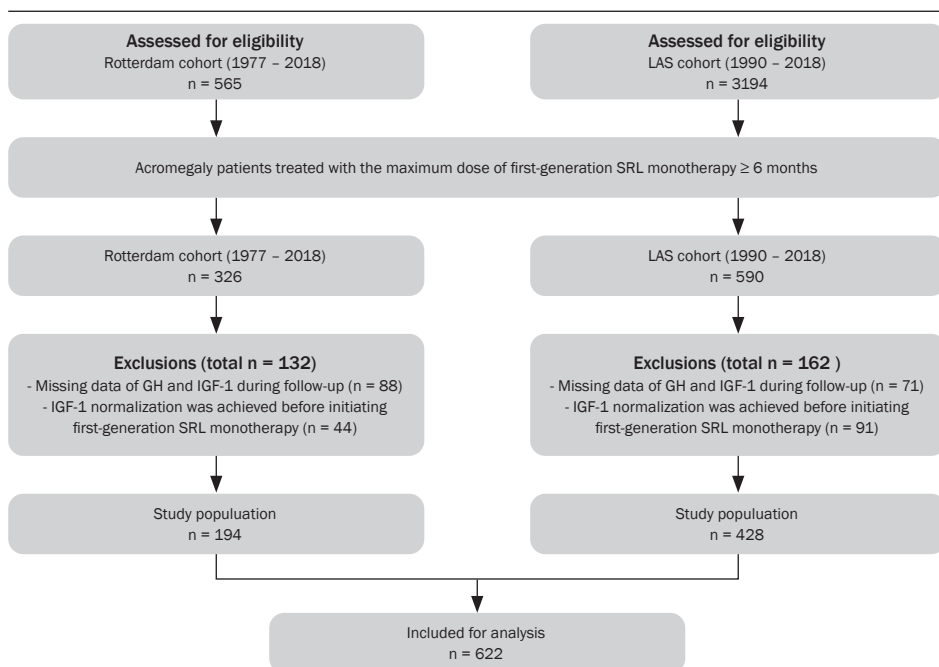 Assessed for eligibility
Rotterdam cohort (1977 – 2018)
n = 565
Assessed for eligibility
LAS cohort (1990 – 2018)
n = 3194
Acromegaly patients treated with the maximum dose of first-generation SRL monotherapy ≥ 6 months
Rotterdam cohort (1977 – 2018)
n = 326
LAS cohort (1990 – 2018)
n = 590
Exclusions (total n = 132)
- Missing data of GH and IGF-1 during follow-up (n = 88)
- IGF-1 normalization was achieved before initiating
first-generation SRL monotherapy (n = 44)
Exclusions (total n = 162 )
- Missing data of GH and IGF-1 during follow-up (n = 71)
- IGF-1 normalization was achieved before initiating
first-generation SRL monotherapy (n = 91)
Study populuation
n = 194
Study populuation
n = 428
Included for analysis
n = 622